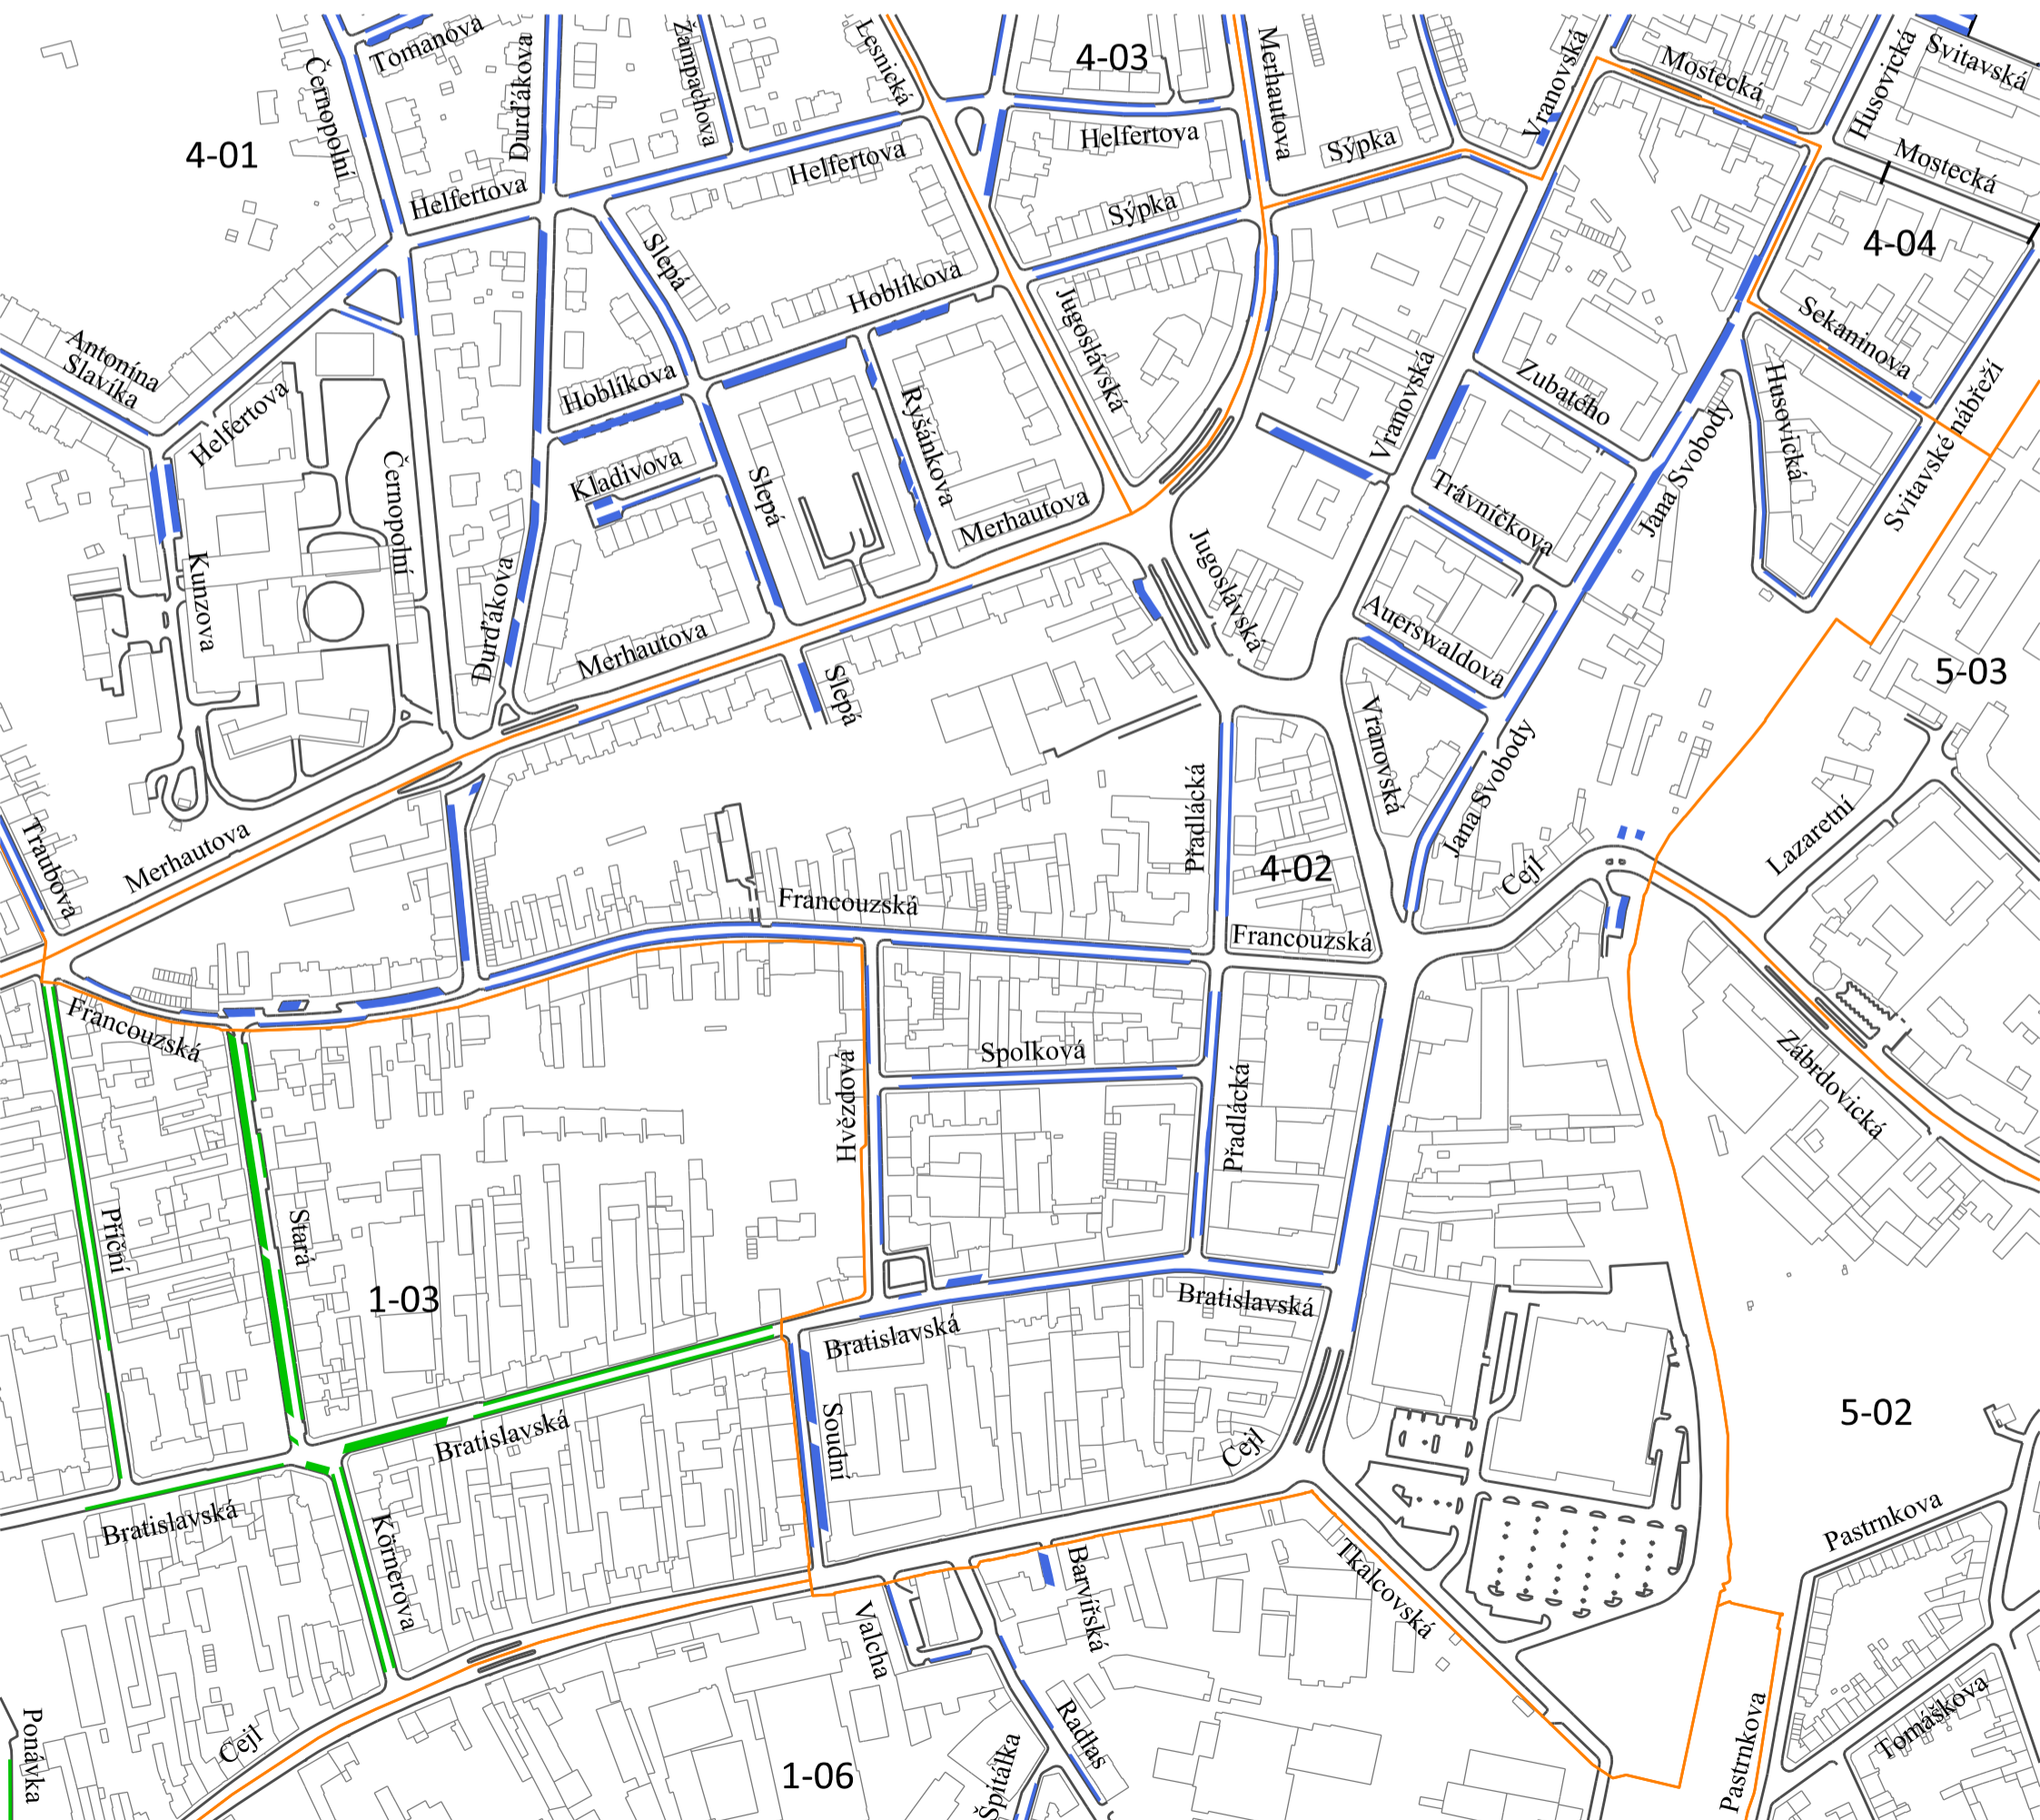 Tomanova
Černopolní
Durďákova
Zampachova
Lesnická
4-03
Merhautova
Vranovská
Mostecká
Husovická
Svitavská
4-01
Helfertova
Helfertova
Helfertova
Sýpka
Mostecká
Sýpka
4-04
Slepá
Hoblíkova
Jugoslávská
Sekaninova
Antonína
Slavíka
Helfertova
Hoblíkova
Ryšánkova
Vranovská
Zubatého
Husovická
Svitavské nábřeží
Černopolní
Kladivova
Slepá
Merhautova
Trávníčkova
Jana Svobody
Kunzova
Durďákova
Merhautova
Jugoslávská
Auerswaldova
5-03
Slepá
Vranovská
Jana Svobody
Traubova
Merhautova
Přadlácká
4-02
Cejl
Lazaretní
Francouzská
Francouzská
Francouzská
Spolková
Hvězdová
Přadlácká
Zábrdovická
Příční
Stará
1-03
Bratislavská
Bratislavská
5-02
Bratislavská
Soudní
Cejl
Bratislavská
Körnerova
Pastrnkova
Valcha
Barvířská
Tkalcovská
Ponávka
Cejl
Radlas
Špitálka
Tomáškova
Pastrnkova
1-06